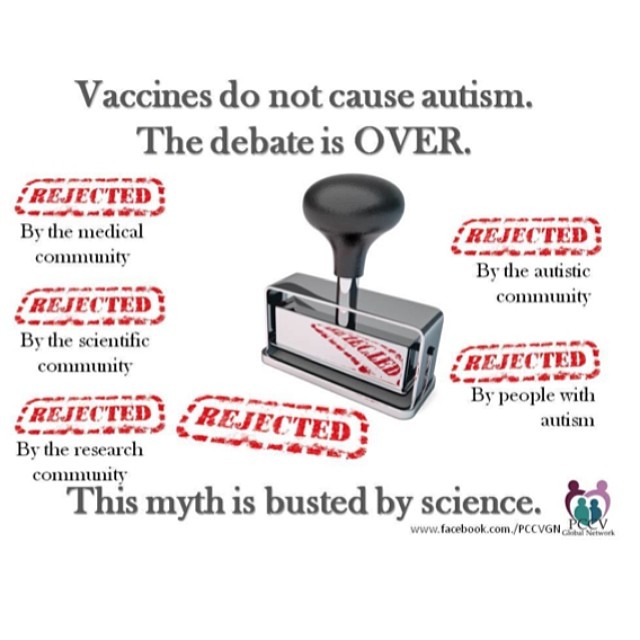 Vaccines do not cause autism.
The debate is OVER.
REJECTED
By the medical
community
REJECTED
By the scientific
community
REJECTED
By the research
community
REJECTED
REJECTED
REJECTED
By the autistic
community
REJECTED
By people with
autism
This myth is busted by science.
www.facebook.com./PCCVGN
PCCV
Global Network